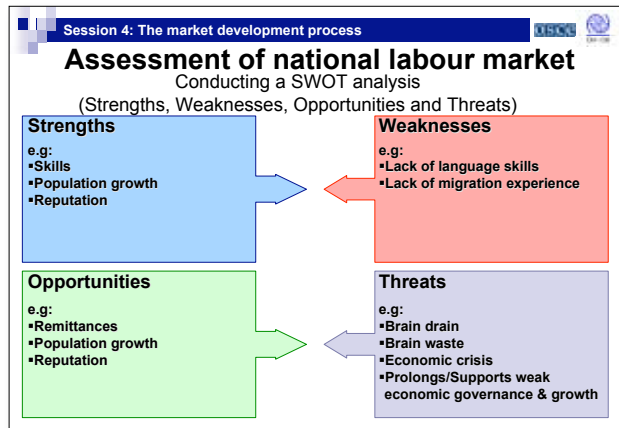 Session 4: The market development process
osce
Assessment of national labour market
Conducting a SWOT analysis
(Strengths, Weaknesses, Opportunities and Threats)
Strengths
e.g:
▪Skills
▪Population growth
▪Reputation
Weaknesses
e.g:
▪Lack of language skills
▪Lack of migration experience
Opportunities
e.g:
▪Remittances
▪Population growth
▪Reputation
Threats
e.g:
▪Brain drain
▪Brain waste
▪Economic crisis
▪Prolongs/Supports weak
economic governance & growth